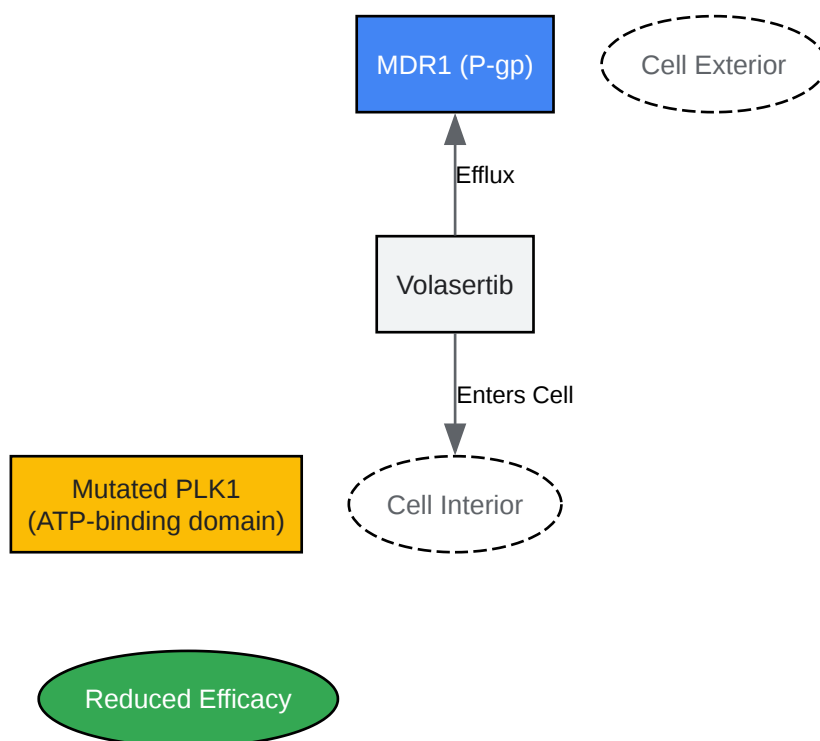 MDR1 (P-gp)
Cell Exterior
Efflux
Volasertib
Enters Cell
Mutated PLK1
(ATP-binding domain)
Cell Interior
Reduced Efficacy